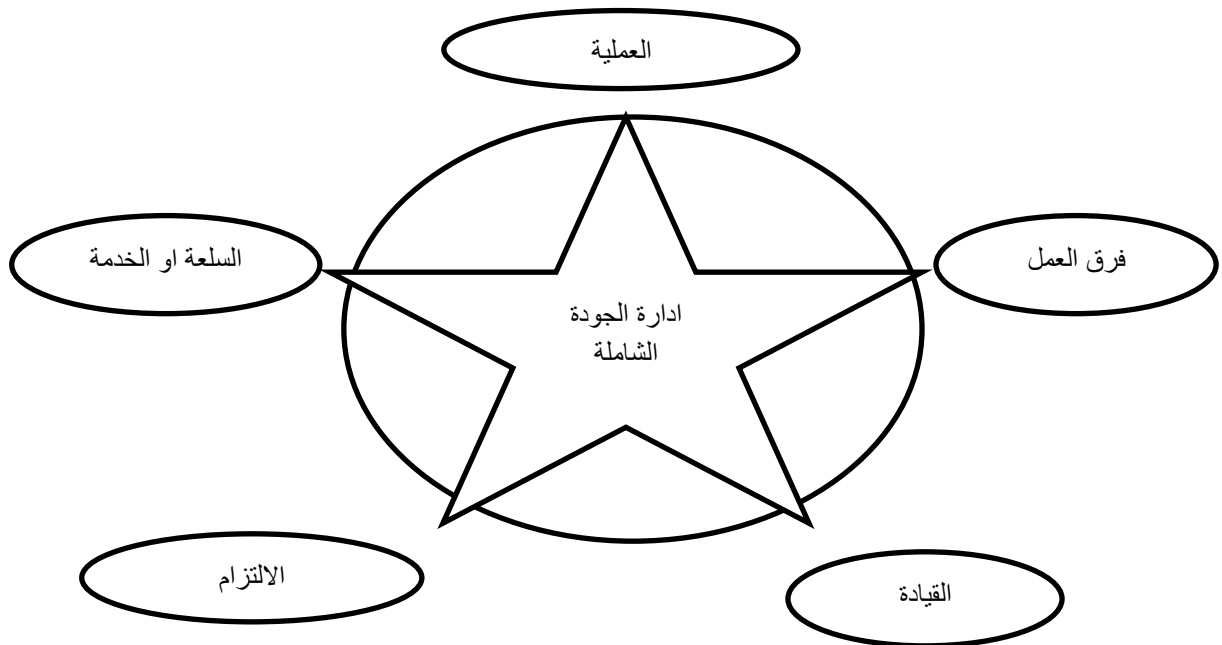 العملية
فرق العمل
السلعة او الخدمة
ادارة الجودة
الشاملة
القيادة
الالتزام